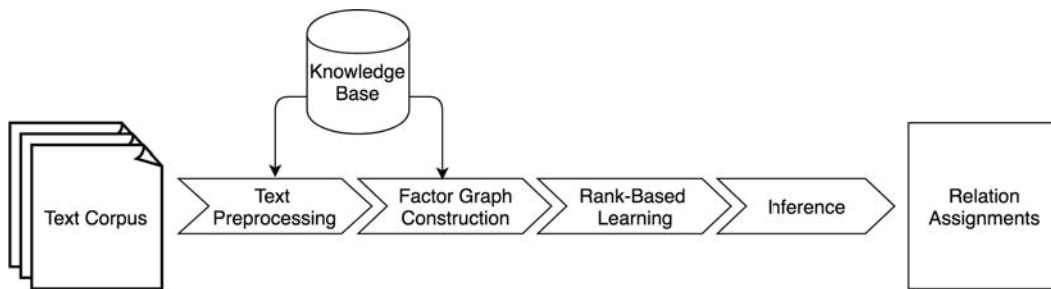 Knowledge
Base
Text Corpus
Text
Preprocessing
Factor Graph
Construction
Rank-Based
Learning
Inference
Relation
Assignments